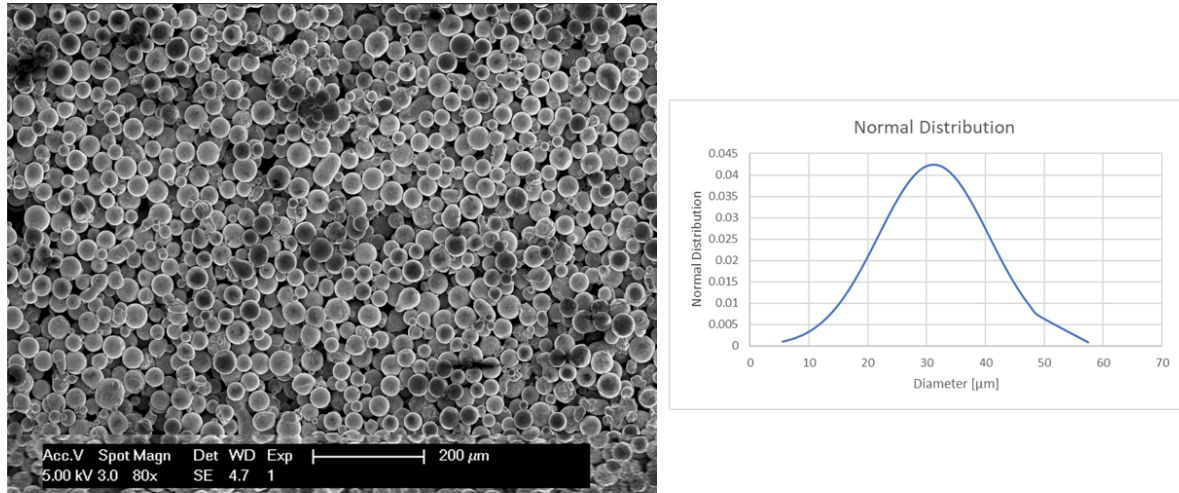 Acc.V Spot Magn Det WD Exp
200 µm
5.00 kV 3.0 80x SE 4.7 1
Normal Distribution
Normal Distribution
0.045
0.04
0.035
0.03
0.025
0.02
0.015
0.01
0.005
0
0 10 20 30 40 50 60 70
Diameter [µm]